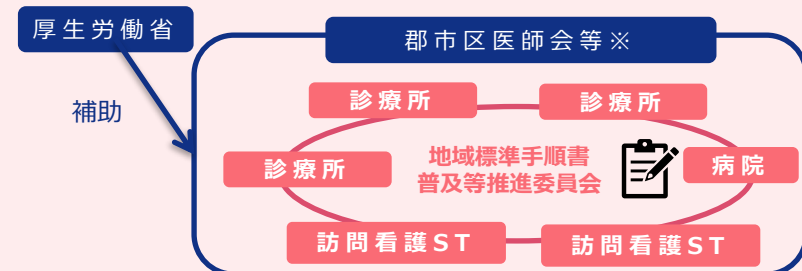 厚生労働省
郡市区医師会等※
補助
診療所
診療所
診療所
地域標準手順書
普及等推進委員会
病院
訪問看護ST
訪問看護ST